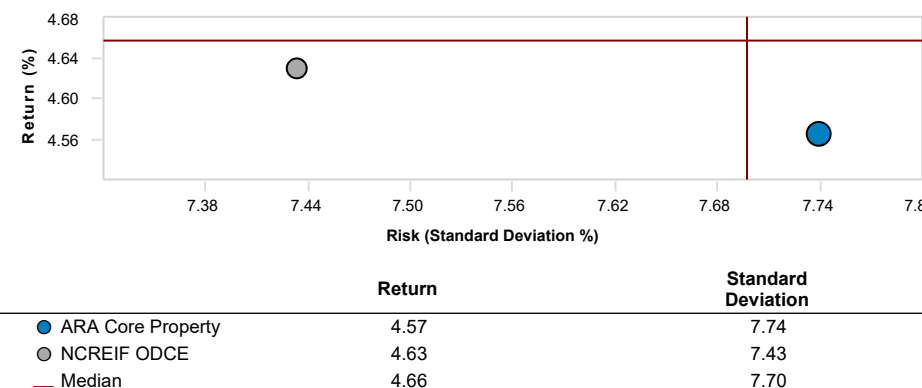 4.68
4.64
4.60
4.56
Return (%)
7.38 7.44 7.50 7.56 7.62 7.68 7.74
Risk (Standard Deviation %)
Return Standard Deviation
ARA Core Property 4.57 7.74
NCREIF ODCE 4.63 7.43
Median 4.66 7.70